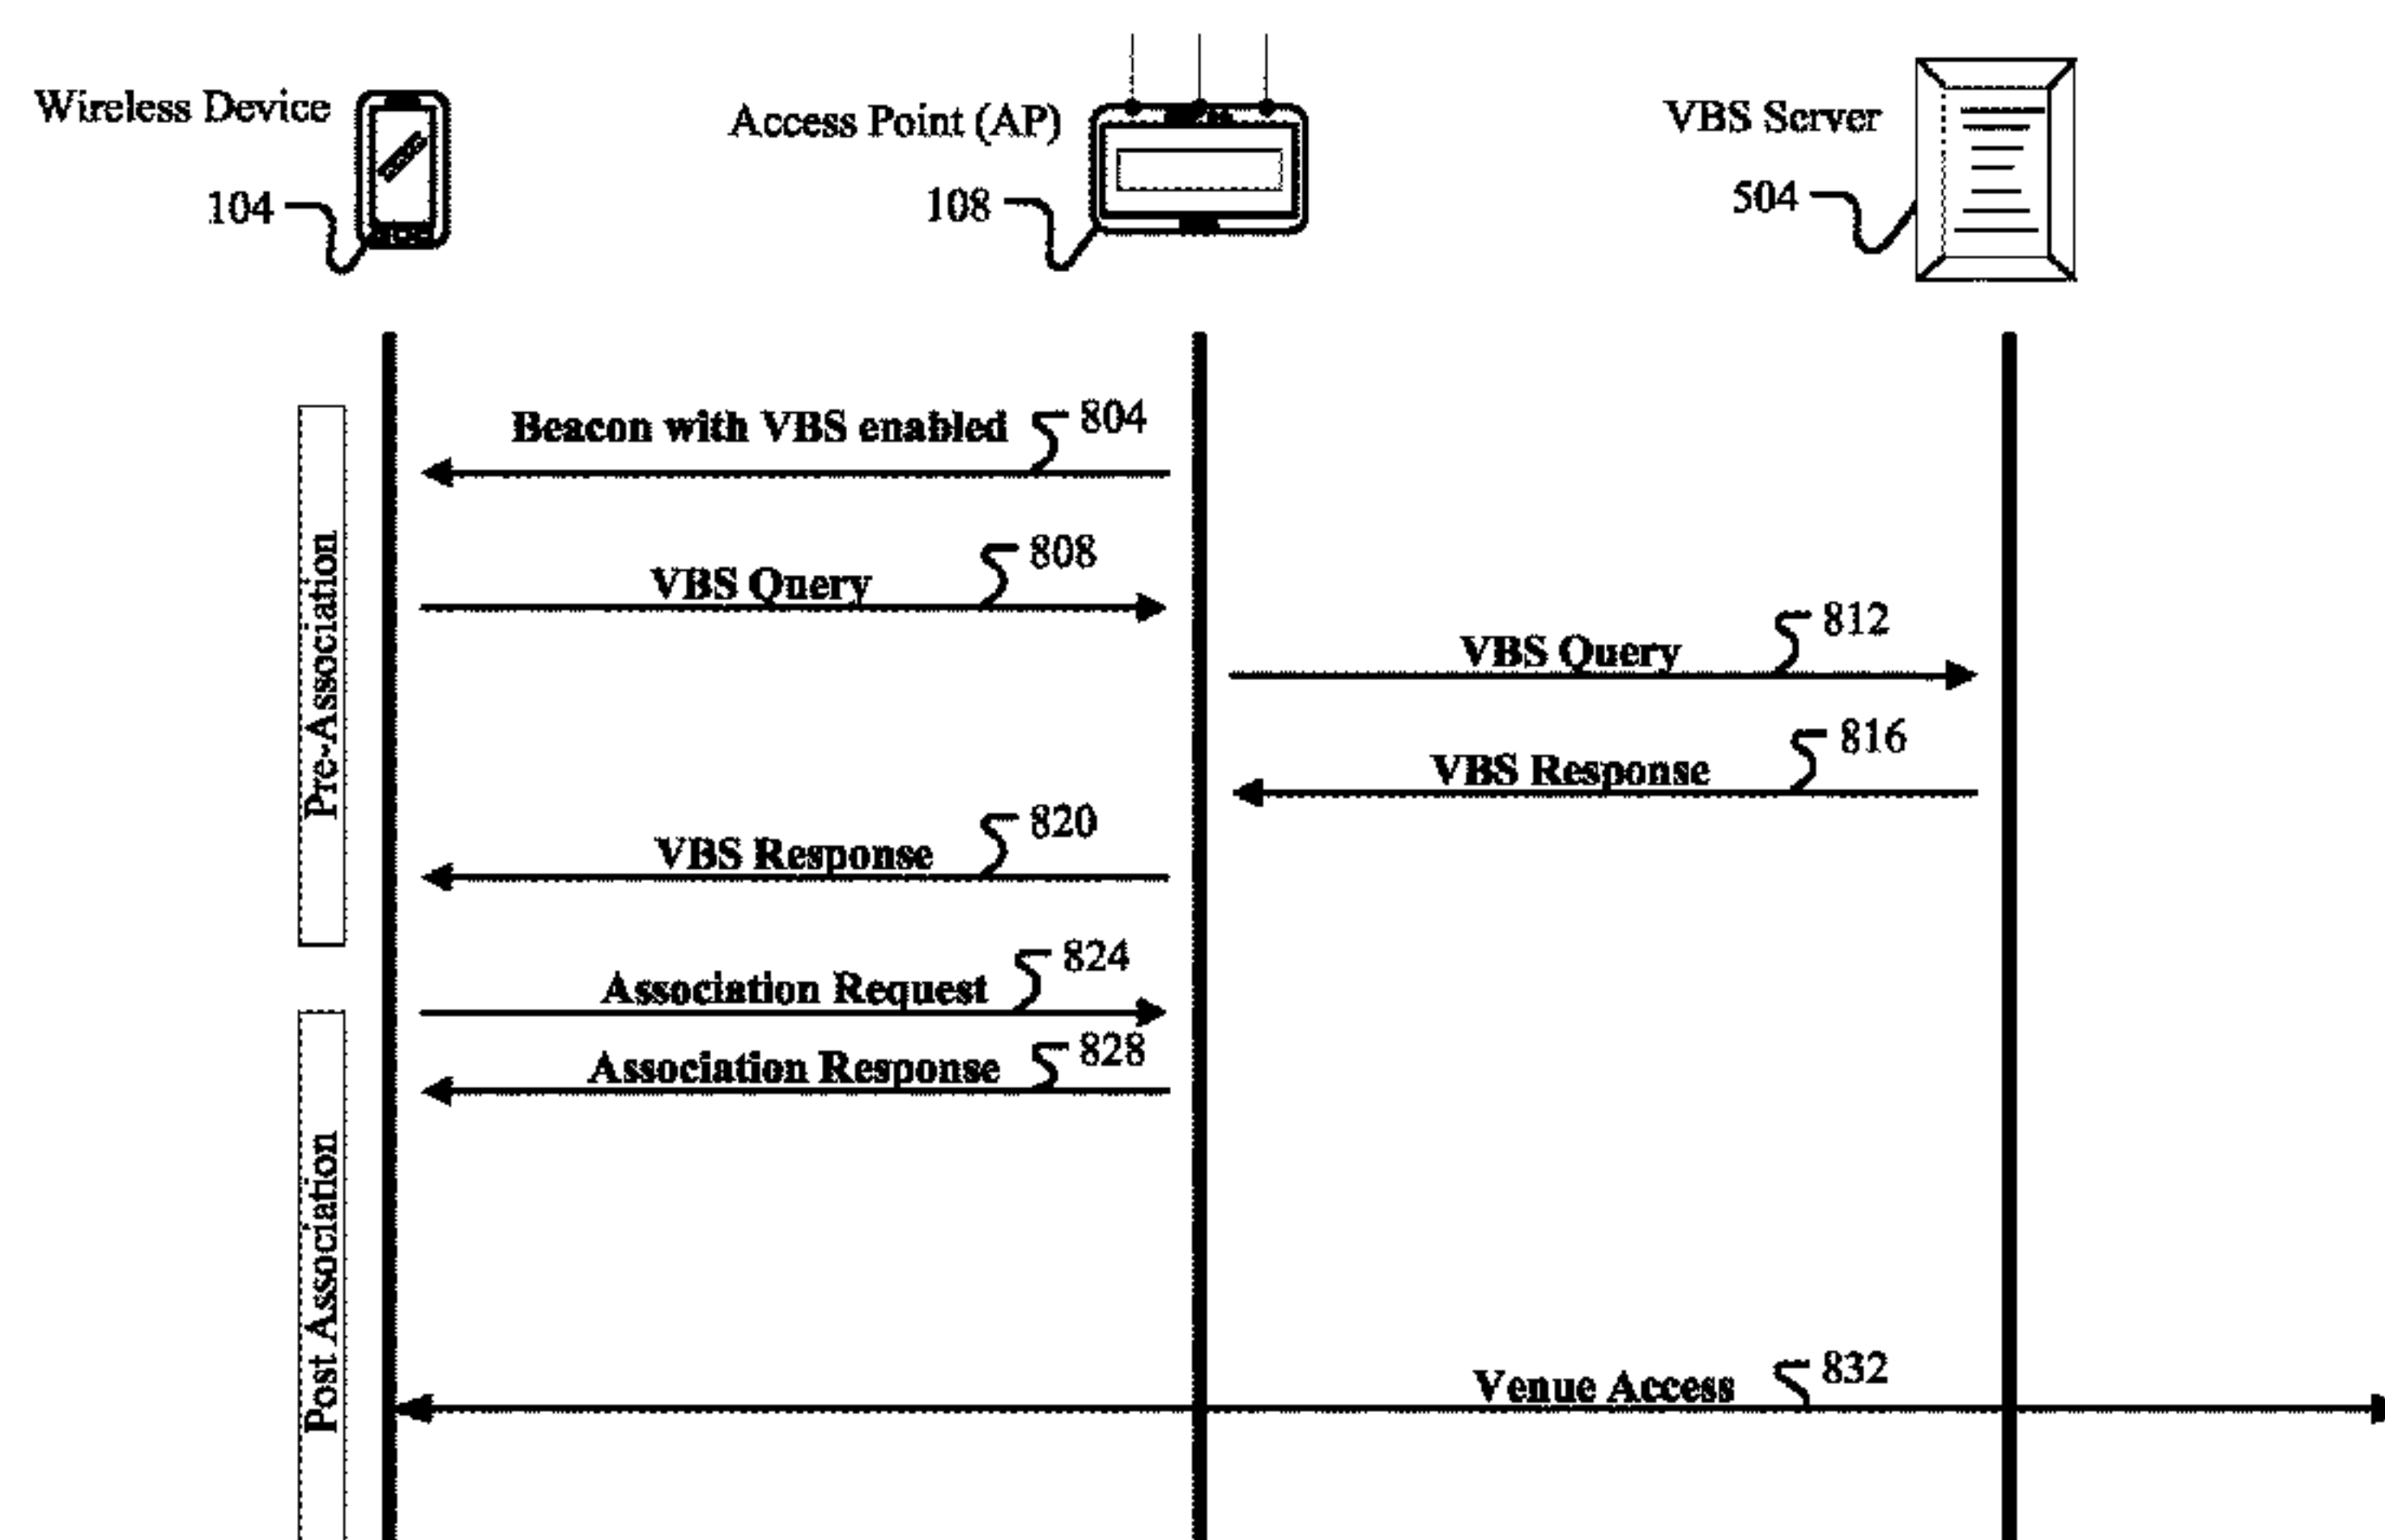 Wireless Device
104
Access Point (AP)
108
VBS Server
504
Pre-Association
Beacon with VBS enabled 804
VBS Query 808
VBS Query 812
VBS Response 816
VBS Response 820
Post Association
Association Request 824
Association Response 828
Venue Access 832